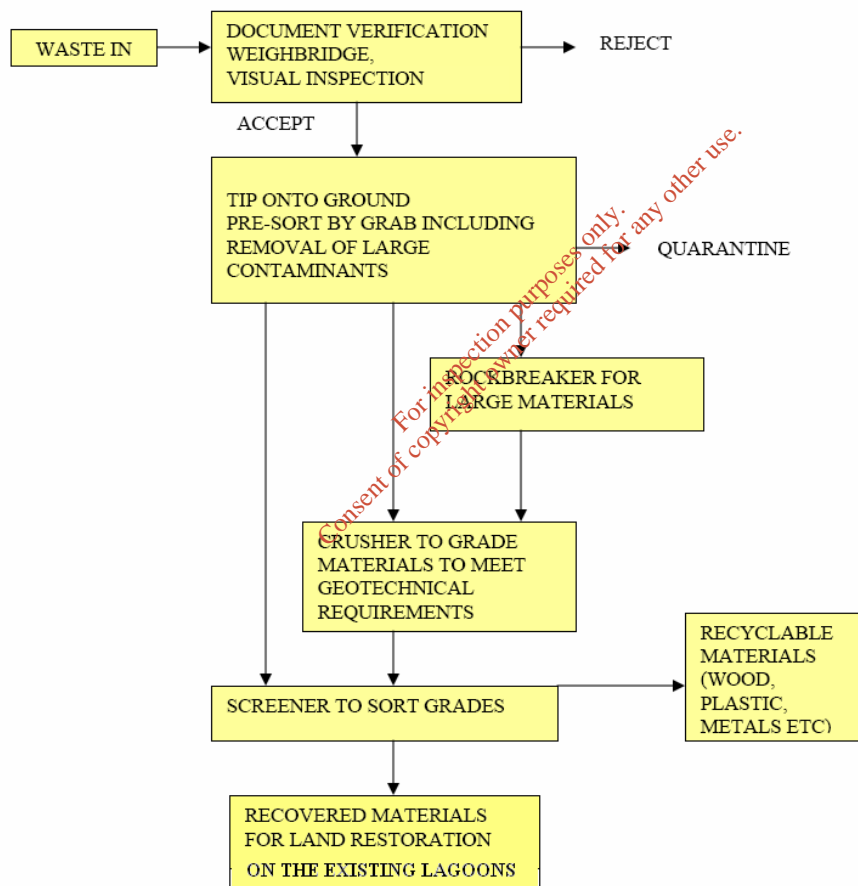 WASTE IN
DOCUMENT VERIFICATION
WEIGHBRIDGE,
VISUAL INSPECTION
REJECT
ACCEPT
TIP ONTO GROUND
PRE-SORT BY GRAB INCLUDING
REMOVAL OF LARGE
CONTAMINANTS
QUARANTINE
ROCKBREAKER FOR
LARGE MATERIALS
CRUSHER TO GRADE
MATERIALS TO MEET
GEOTECHNICAL
REQUIREMENTS
RECYCLABLE
MATERIALS
(WOOD,
PLASTIC,
METALS ETC)
SCREENER TO SORT GRADES
RECOVERED MATERIALS
FOR LAND RESTORATION
ON THE EXISTING LAGOONS
For inspection purposes only.
Consent of copyright owner required for any other use.